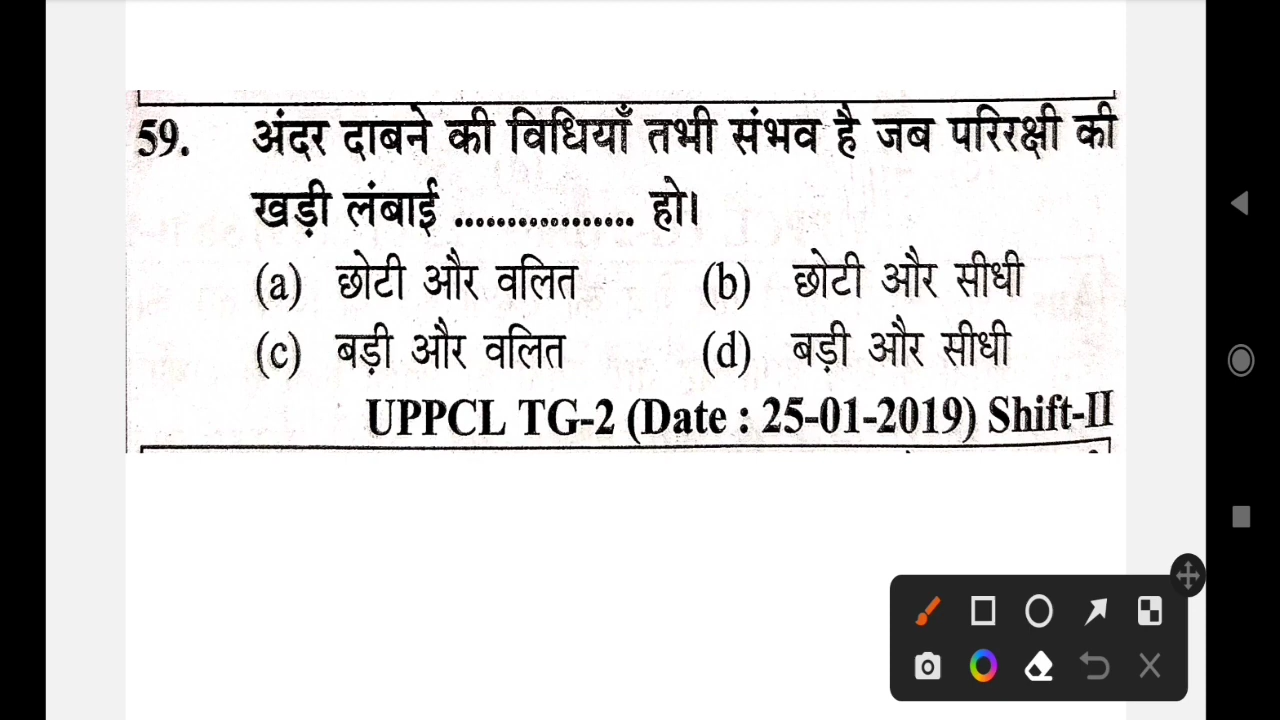 59. अंदर दाबने की विधियाँ तभी संभव है जब परिरक्षी की
खड़ी लंबाई ................. हो।
(a) छोटी और वलित (b) छोटी और सीधी
(c) बड़ी और वलित (d) बड़ी और सीधी
UPPCL TG-2 (Date : 25-01-2019) Shift-II